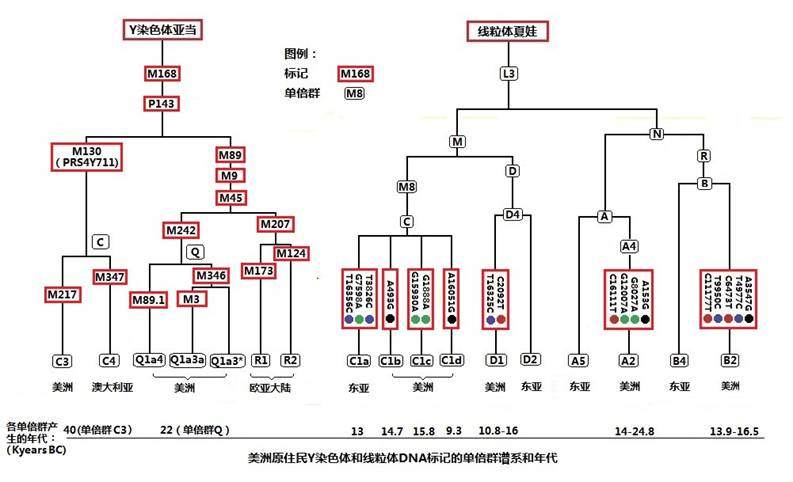 Y染色体亚当
线粒体夏娃
图例：
标记 M168
单倍群 M8
M168
P143
M130
（PRS4Y711）
M89
M9
M45
M242
M207
C
Q
M346
M124
M217
M347
M89.1
M3
M173
C3
C4
Q1a4
Q1a3a
Q1a3*
R1
R2
美洲
澳大利亚
美洲
欧亚大陆
L3
M
N
M8
D
R
C
D4
A
B
A4
T16356C
G7598A
T3826C
A493G
G15930A
G1888A
A16051G
T16325C
G2092T
C16111T
G12007A
G8027A
A153G
C11177T
T9950C
C6473T
T4977C
A3547G
C1a
C1b
C1c
C1d
D1
D2
A5
A2
B4
B2
东亚
美洲
美洲
东亚
东亚
美洲
东亚
美洲
各单倍群产
生的年代：
(Kyears BC)
40(单倍群 C3)
22（单倍群Q）
13
14.7
15.8
9.3
10.8-16
14-24.8
13.9-16.5
美洲原住民Y染色体和线粒体DNA标记的单倍群谱系和年代